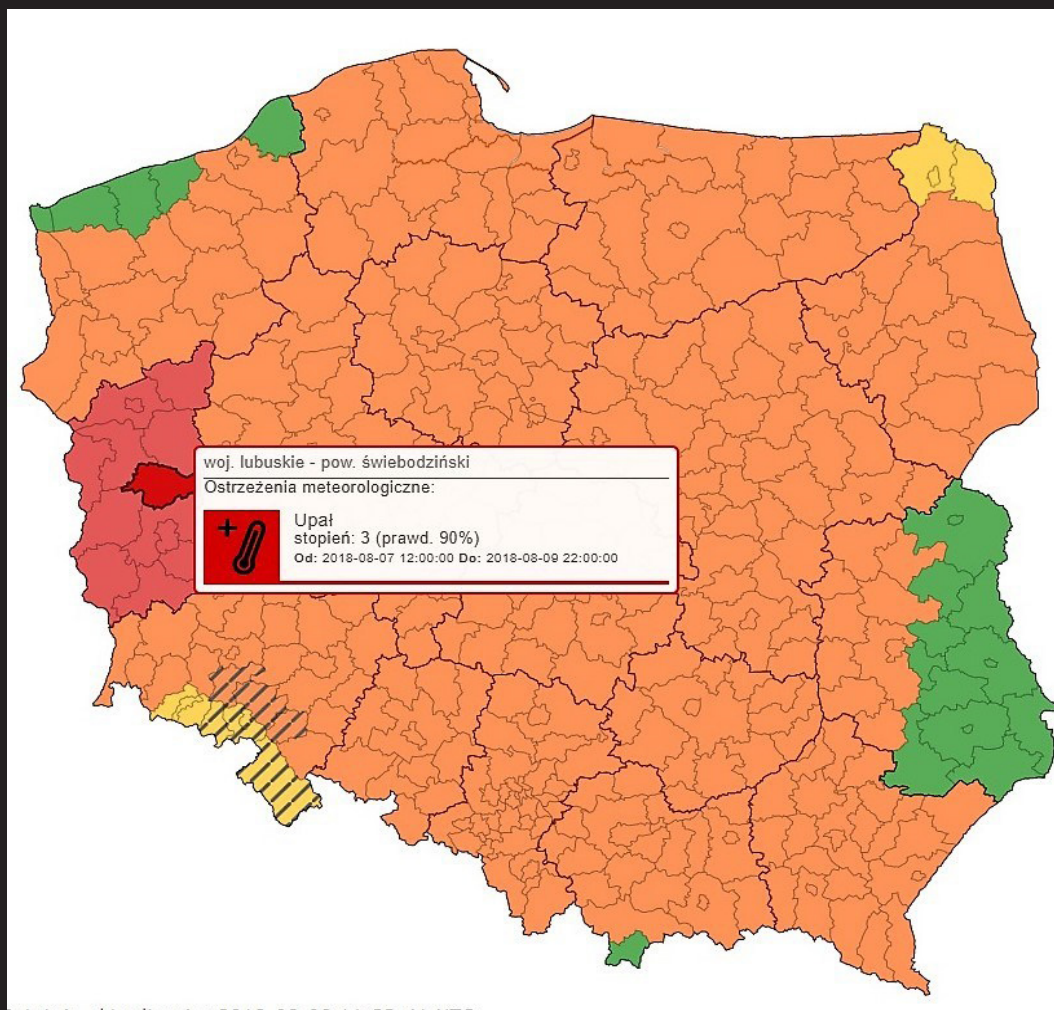 woj. lubuskie - pow. świebodziński
Ostrzeżenia meteorologiczne:
Upał
stopień: 3 (prawd. 90%)
Od: 2018-08-07 12:00:00 Do: 2018-08-09 22:00:00